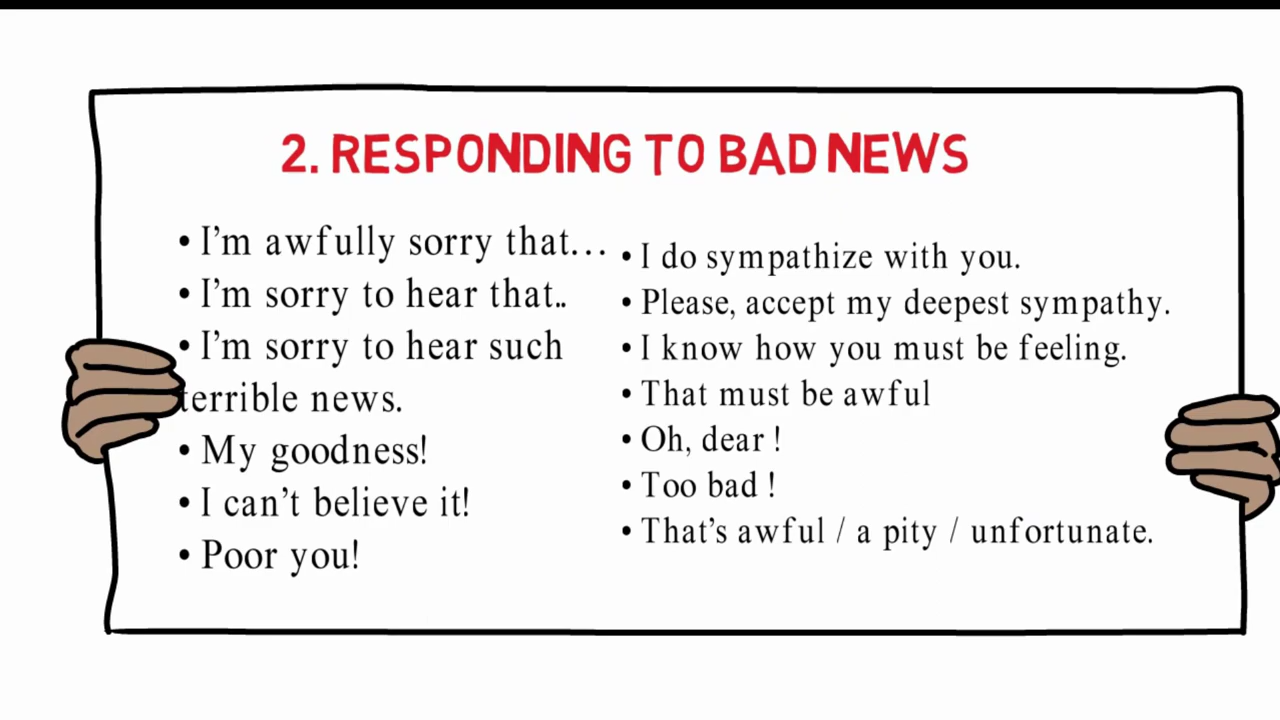 2. RESPONDING TO BAD NEWS
• I’m awfully sorry that…
• I’m sorry to hear that..
• I’m sorry to hear such
terrible news.
• My goodness!
• I can’t believe it!
• Poor you!
• I do sympathize with you.
• Please, accept my deepest sympathy.
• I know how you must be feeling.
• That must be awful
• Oh, dear !
• Too bad !
• That’s awful / a pity / unfortunate.